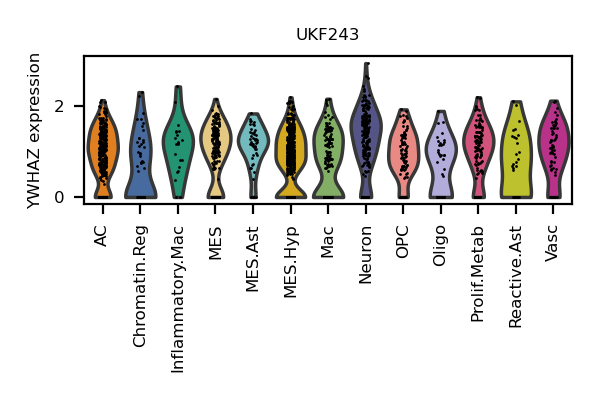 UKF243
YWHAZ expression
2
0
AC
Chromatin.Reg
Inflammatory.Mac
MES
MES.Ast
MES.Hyp
Mac
Neuron
OPC
Oligo
Prolif.Metab
Reactive.Ast
Vasc